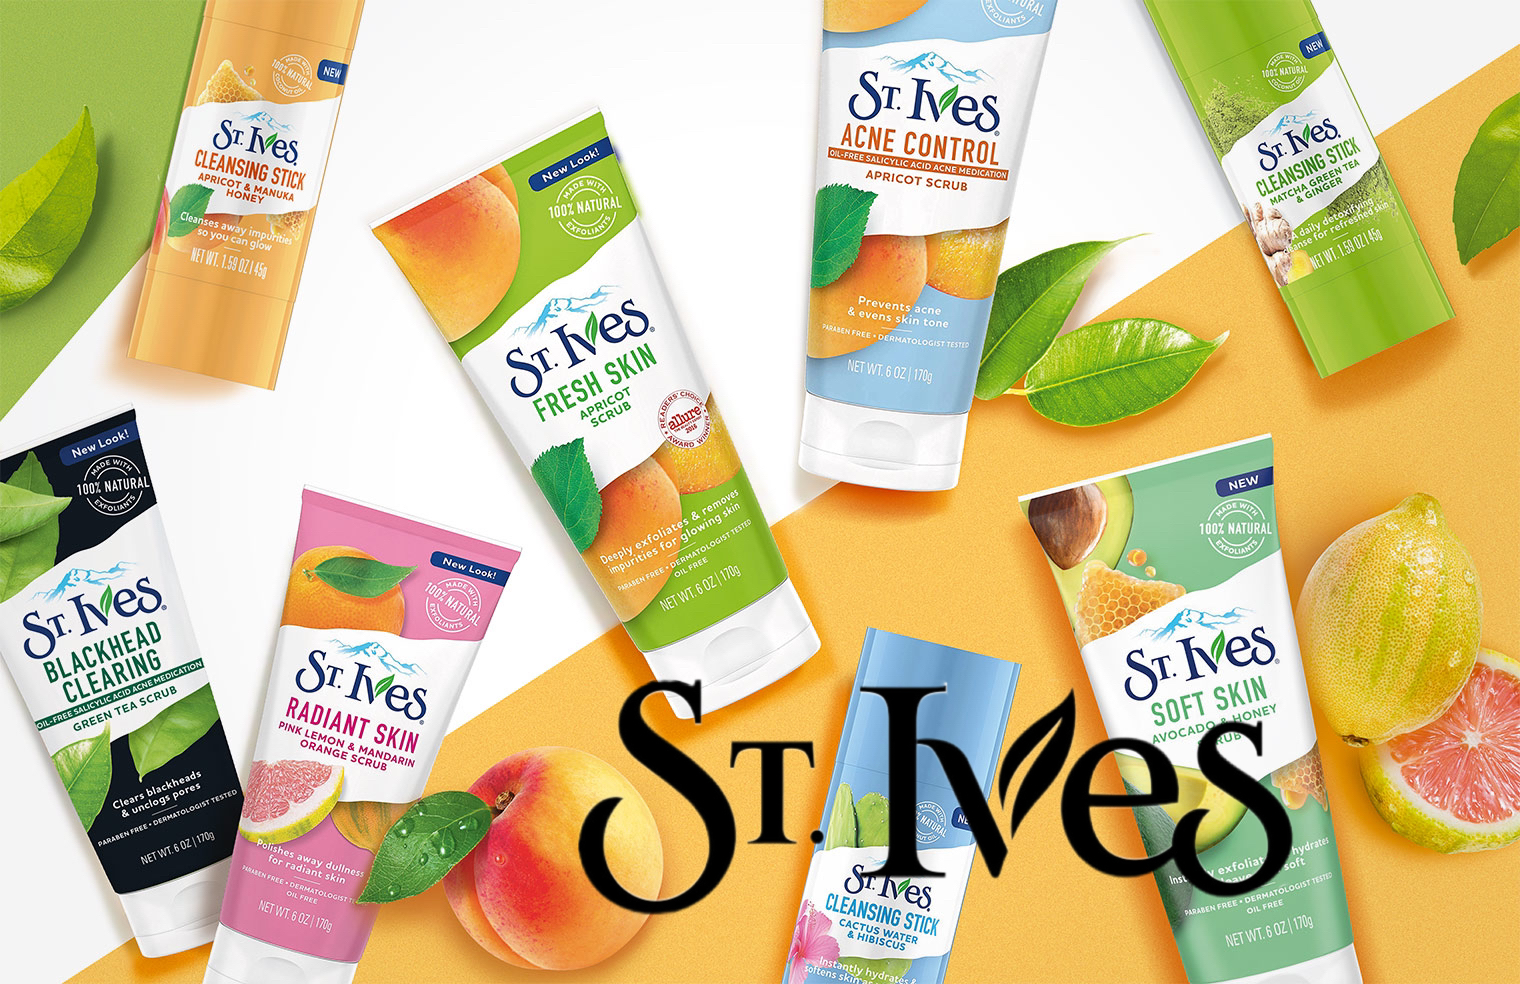 MADE WITH
100% NATURAL
COCONUT OIL
NEW
ST. IVES
CLEANSING STICK
APRICOT & MANUKA
HONEY
Cleanses away impurities
so you can glow
NET WT. 1.59 OZ | 45g
New Look!
MADE WITH
100% NATURAL
EXFOLIANTS
ST. IVES
FRESH SKIN
APRICOT
SCRUB
READERS' CHOICE
allure
2016
AWARD WINNER
Deeply exfoliates & removes
impurities for glowing skin
PARABEN FREE • DERMATOLOGIST TESTED
OIL FREE
NET WT. 6 OZ | 170g
NATURAL
EXFOLIANTS
ST. IVES
ACNE CONTROL
OIL-FREE SALICYLIC ACID ACNE MEDICATION
APRICOT SCRUB
Prevents acne
& evens skin tone
PARABEN FREE • DERMATOLOGIST TESTED
NET WT. 6 OZ | 170g
NEW
MADE WITH
100% NATURAL
COCONUT OIL
ST. IVES
CLEANSING STICK
MATCHA GREEN TEA
& GINGER
A daily detoxifying
cleanse for refreshed skin
NET WT. 1.59 OZ | 45g
New Look!
MADE WITH
100% NATURAL
EXFOLIANTS
ST. IVES
BLACKHEAD
CLEARING
OIL-FREE SALICYLIC ACID ACNE MEDICATION
GREEN TEA SCRUB
Clears blackheads
& unclogs pores
PARABEN FREE • DERMATOLOGIST TESTED
NET WT. 6 OZ | 170g
New Look!
MADE WITH
100% NATURAL
EXFOLIANTS
ST. IVES
RADIANT SKIN
PINK LEMON & MANDARIN
ORANGE SCRUB
Polishes away dullness
for radiant skin
PARABEN FREE • DERMATOLOGIST
OIL FREE
NET WT. 6 OZ | 170g
ST. IVES
MADE WITH
NATURAL
ST. IVES
CLEANSING STICK
CACTUS WATER
& HIBISCUS
Instantly hydrates &
softens skin
NEW
MADE WITH
100% NATURAL
EXFOLIANTS
ST. IVES
SOFT SKIN
AVOCADO & HONEY
SCRUB
hydrates
soft
PARABEN FREE • DERMATOLOGIST TESTED
OIL FREE
NET WT. 6 OZ | 170g